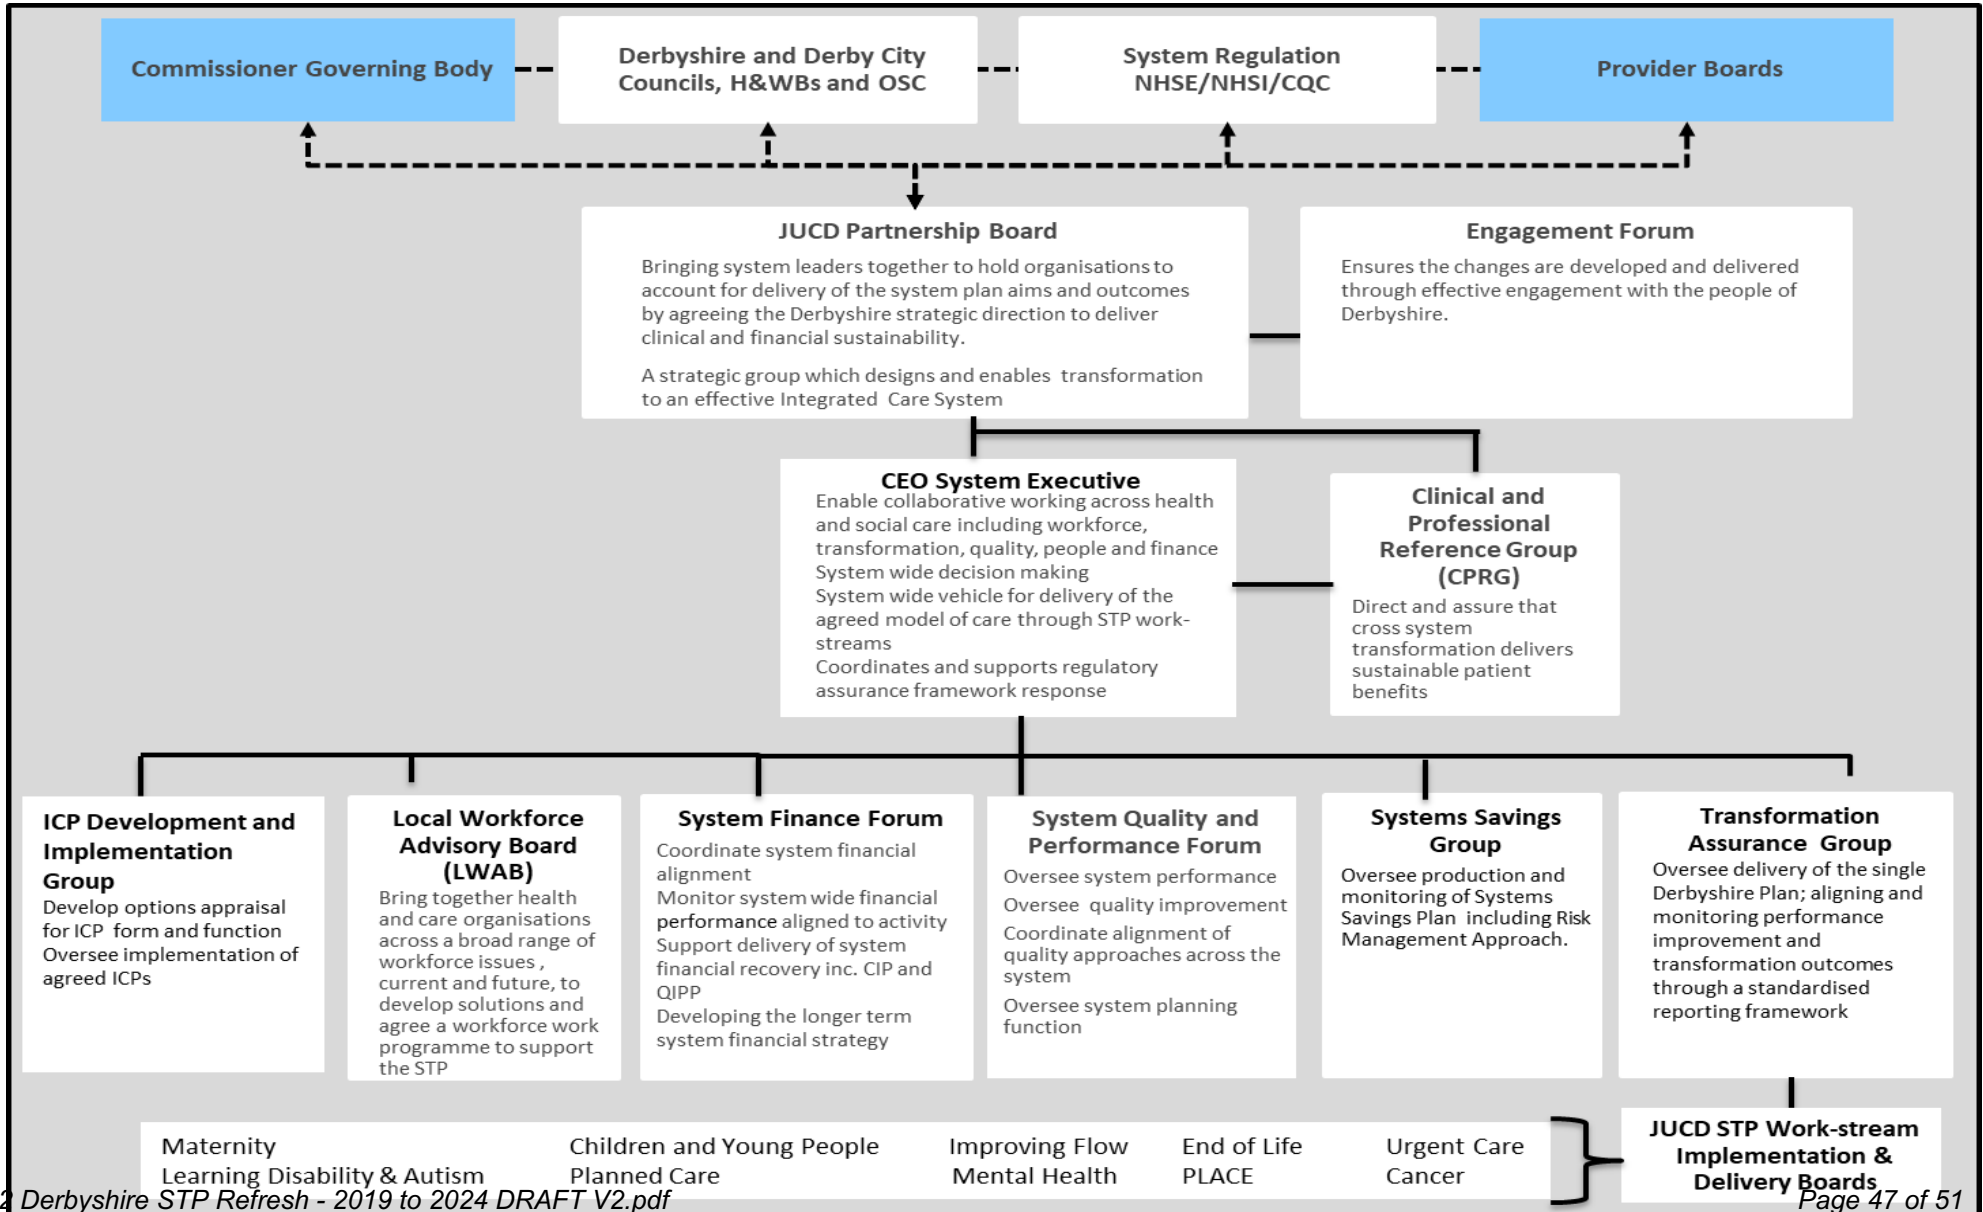 Commissioner Governing Body
Derbyshire and Derby City
Councils, H&WBs and OSC
System Regulation
NHSE/NHSI/CQC
Provider Boards
JUCD Partnership Board
Bringing system leaders together to hold organisations to
account for delivery of the system plan aims and outcomes
by agreeing the Derbyshire strategic direction to deliver
clinical and financial sustainability.
A strategic group which designs and enables transformation
to an effective Integrated Care System
Engagement Forum
Ensures the changes are developed and delivered
through effective engagement with the people of
Derbyshire.
CEO System Executive
Enable collaborative working across health
and social care including workforce,
transformation, quality, people and finance
System wide decision making
System wide vehicle for delivery of the
agreed model of care through STP work-
streams
Coordinates and supports regulatory
assurance framework response
Clinical and
Professional
Reference Group
(CPRG)
Direct and assure that
cross system
transformation delivers
sustainable patient
benefits
ICP Development and
Implementation
Group
Develop options appraisal
for ICP form and function
Oversee implementation of
agreed ICPs
Local Workforce
Advisory Board
(LWAB)
Bring together health
and care organisations
across a broad range of
workforce issues ,
current and future, to
develop solutions and
agree a workforce work
programme to support
the STP
System Finance Forum
Coordinate system financial
alignment
Monitor system wide financial
performance aligned to activity
Support delivery of system
financial recovery inc. CIP and
QIPP
Developing the longer term
system financial strategy
System Quality and
Performance Forum
Oversee system performance
Oversee quality improvement
Coordinate alignment of
quality approaches across the
system
Oversee system planning
function
Systems Savings
Group
Oversee production and
monitoring of Systems
Savings Plan including Risk
Management Approach.
Transformation
Assurance Group
Oversee delivery of the single
Derbyshire Plan; aligning and
monitoring performance
improvement and
transformation outcomes
through a standardised
reporting framework
Maternity Children and Young People Improving Flow End of Life Urgent Care
Learning Disability & Autism Planned Care Mental Health PLACE Cancer
JUCD STP Work-stream
Implementation &
Delivery Boards
2 Derbyshire STP Refresh - 2019 to 2024 DRAFT V2.pdf
Page 47 of 51